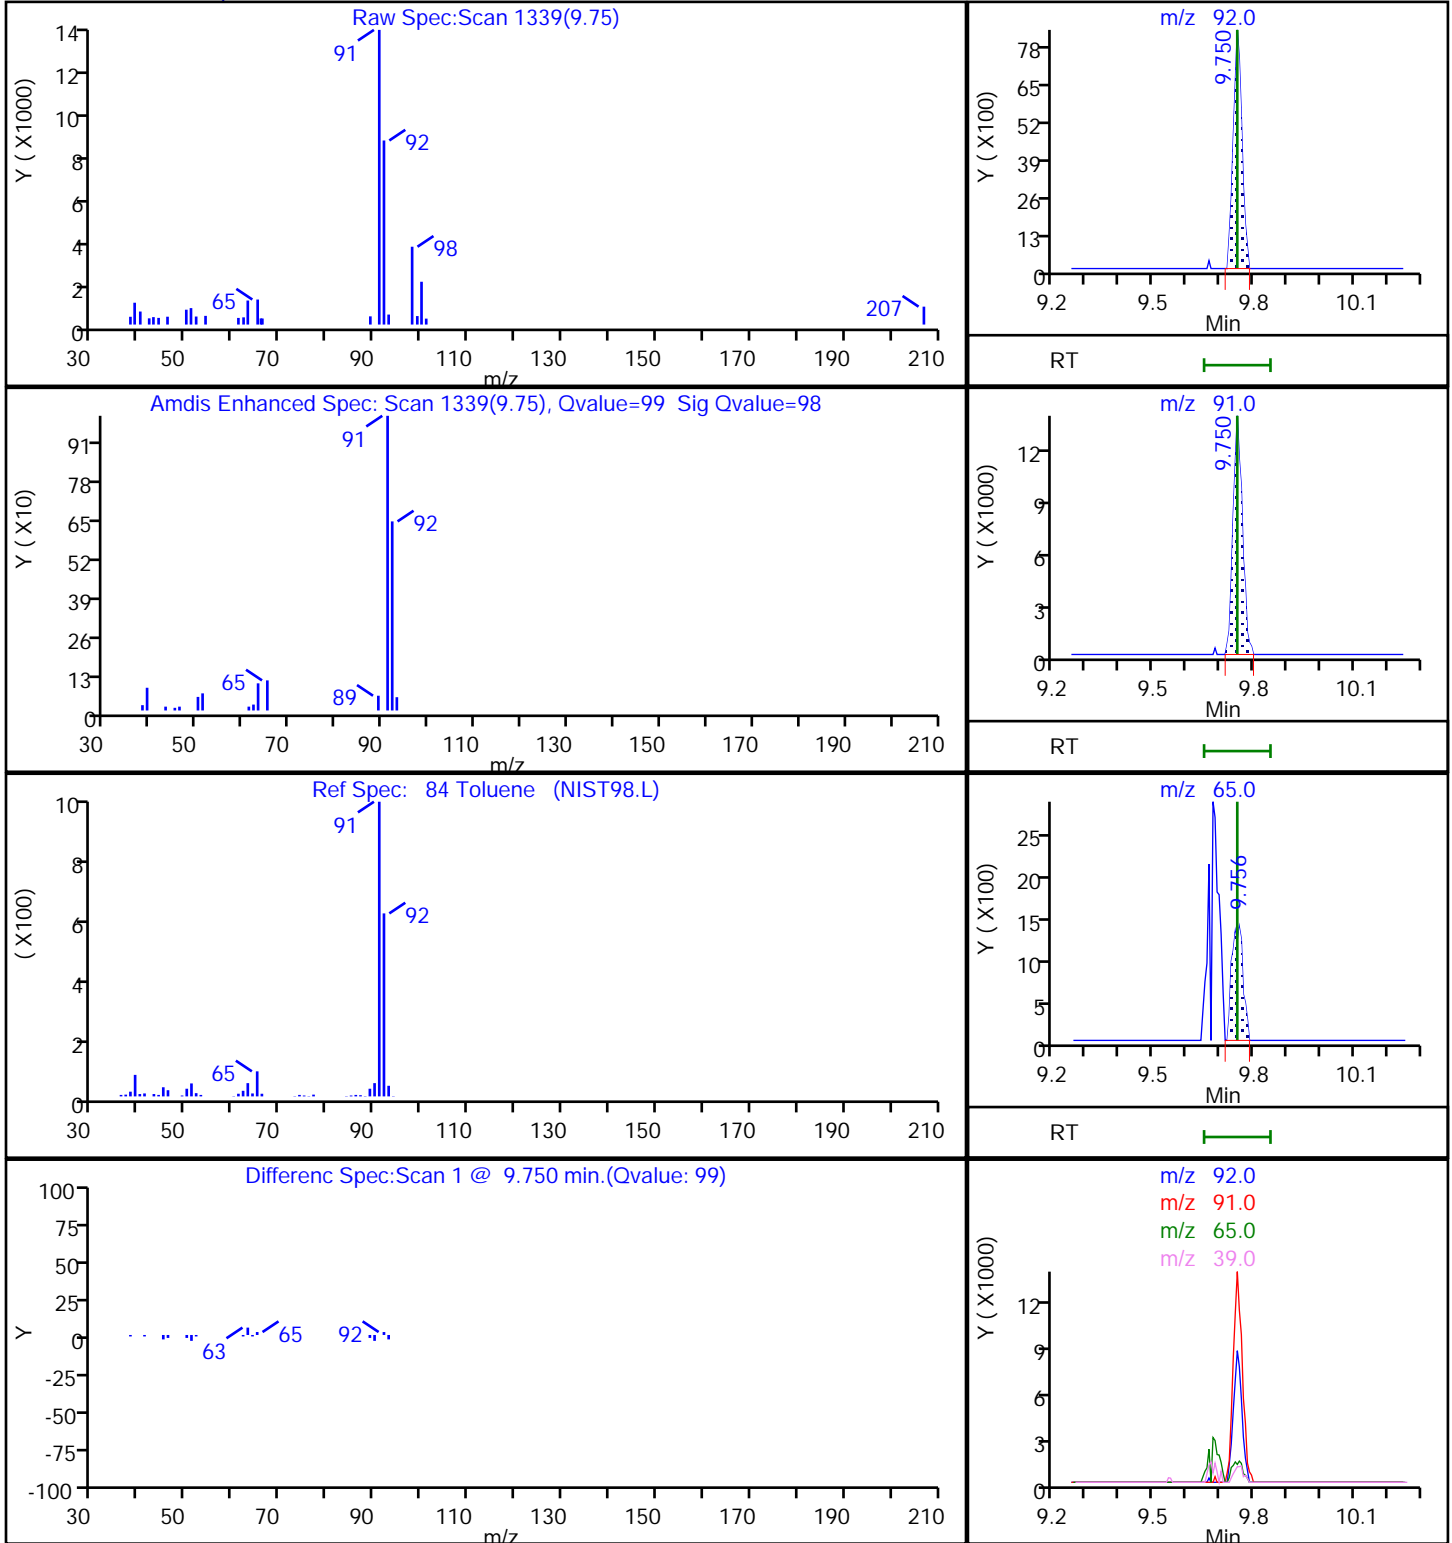 Raw Spec:Scan 1339(9.75)
Y ( X1000)
14
12
10
8
6
4
2
0
91
92
98
65
207
30 50 70 90 110 130 150 170 190 210
m/z
m/z 92.0
Y ( X100)
78
65
52
39
26
13
0
9.750
9.2 9.5 9.8 10.1
Min
RT
Amdis Enhanced Spec: Scan 1339(9.75), Qvalue=99 Sig Qvalue=98
Y ( X10)
91
78
65
52
39
26
13
0
91
92
65
89
30 50 70 90 110 130 150 170 190 210
m/z
m/z 91.0
Y ( X1000)
12
9
6
3
0
9.750
9.2 9.5 9.8 10.1
Min
RT
Ref Spec: 84 Toluene (NIST98.L)
( X100)
10
8
6
4
2
0
91
92
65
30 50 70 90 110 130 150 170 190 210
m/z 65.0
Y ( X100)
25
20
15
10
5
0
9.756
9.2 9.5 9.8 10.1
Min
RT
Differenc Spec:Scan 1 @ 9.750 min.(Qvalue: 99)
Y
100
75
50
25
0
-25
-50
-75
-100
63
65
92
30 50 70 90 110 130 150 170 190 210
m/z
m/z 92.0
m/z 91.0
m/z 65.0
m/z 39.0
Y ( X1000)
12
9
6
3
0
9.2 9.5 9.8 10.1
Min